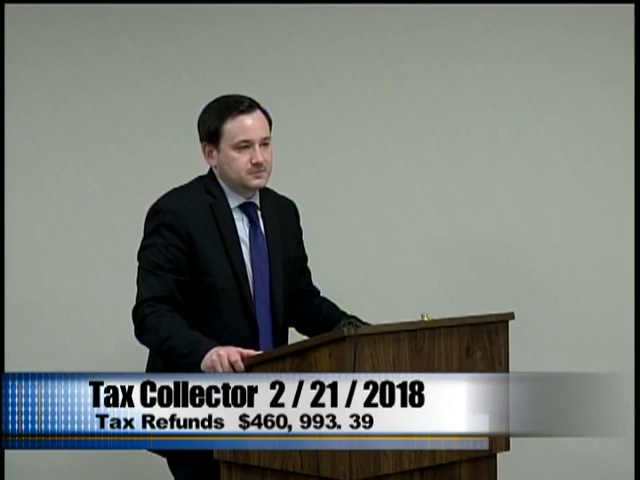 Tax Collector 2 / 21 / 2018
Tax Refunds $460, 993. 39